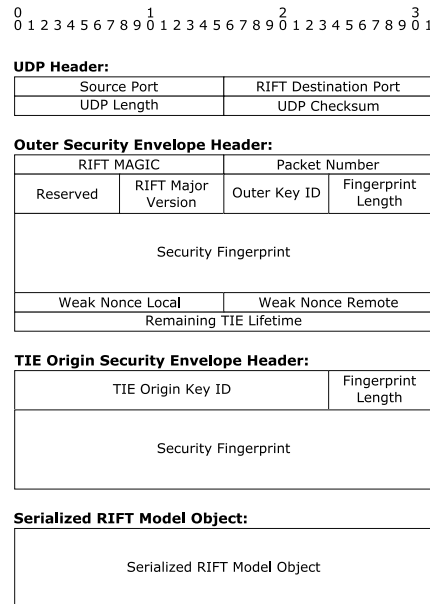 0 1 2 3
0 1 2 3 4 5 6 7 8 9 0 1 2 3 4 5 6 7 8 9 0 1 2 3 4 5 6 7 8 9 0 1
UDP Header:
Source Port RIFT Destination Port
UDP Length UDP Checksum
Outer Security Envelope Header:
RIFT MAGIC Packet Number
Reserved RIFT Major Version Outer Key ID Fingerprint Length
Security Fingerprint
Weak Nonce Local Weak Nonce Remote
Remaining TIE Lifetime
TIE Origin Security Envelope Header:
TIE Origin Key ID Fingerprint Length
Security Fingerprint
Serialized RIFT Model Object:
Serialized RIFT Model Object